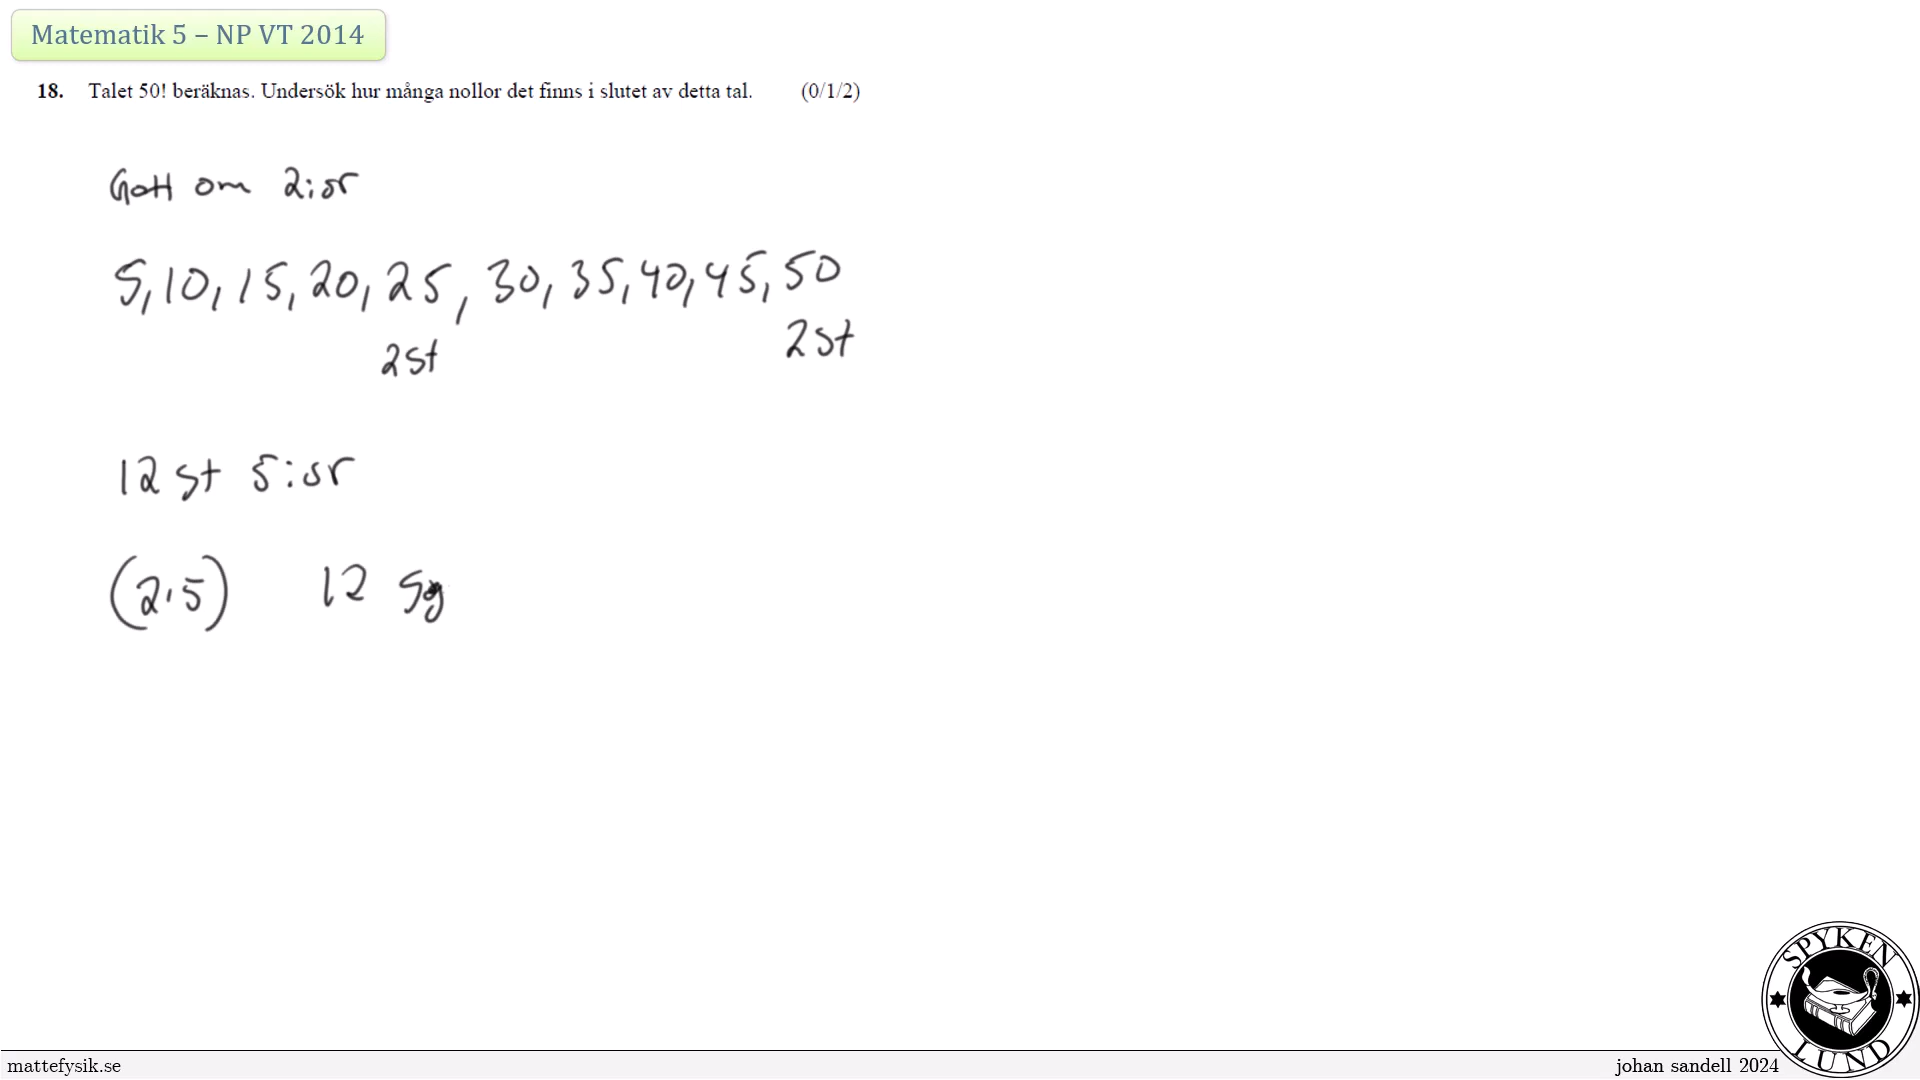 Matematik 5 – NP VT 2014
18. Talet 50! beräknas. Undersök hur många nollor det finns i slutet av detta tal. (0/1/2)
Gott om 2:or
5, 10, 15, 20, 25, 30, 35, 40, 45, 50
2st 2st
12 st 5:or
(2·5) 12 Sg
SPYKEN
LUND
mattefysik.se
johan sandell 2024